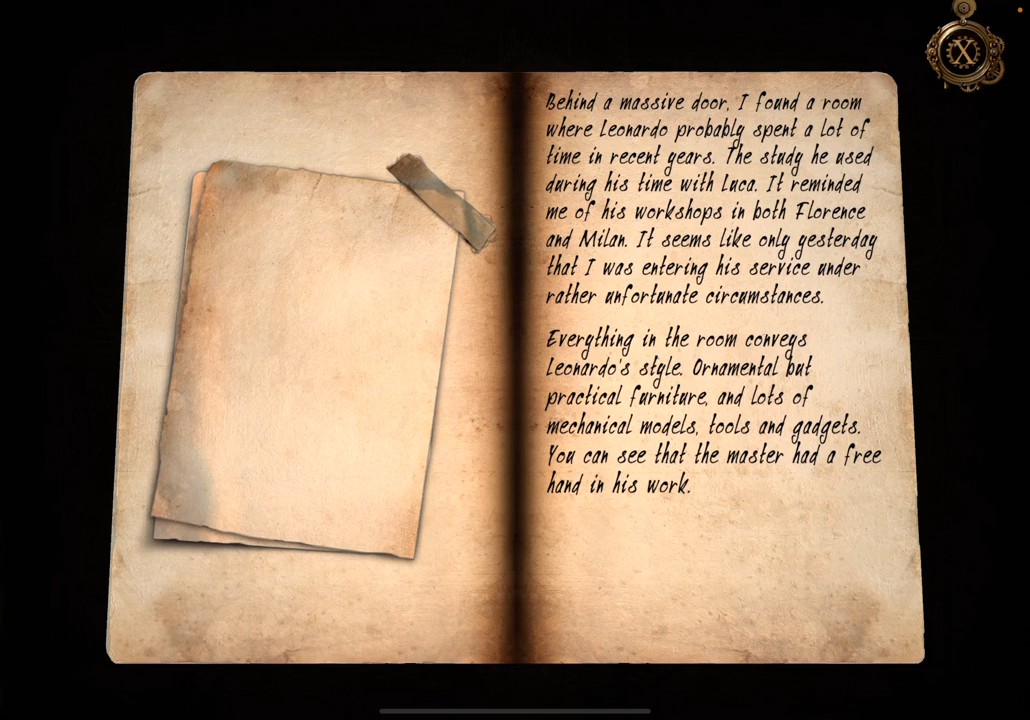 Behind a massive door, I found a room
where Leonardo probably spent a lot of
time in recent years. The study he used
during his time with Luca. It reminded
me of his workshops in both Florence
and Milan. It seems like only yesterday
that I was entering his service under
rather unfortunate circumstances.
Everything in the room conveys
Leonardo's style. Ornamental but
practical furniture, and lots of
mechanical models, tools and gadgets.
You can see that the master had a free
hand in his work.
X